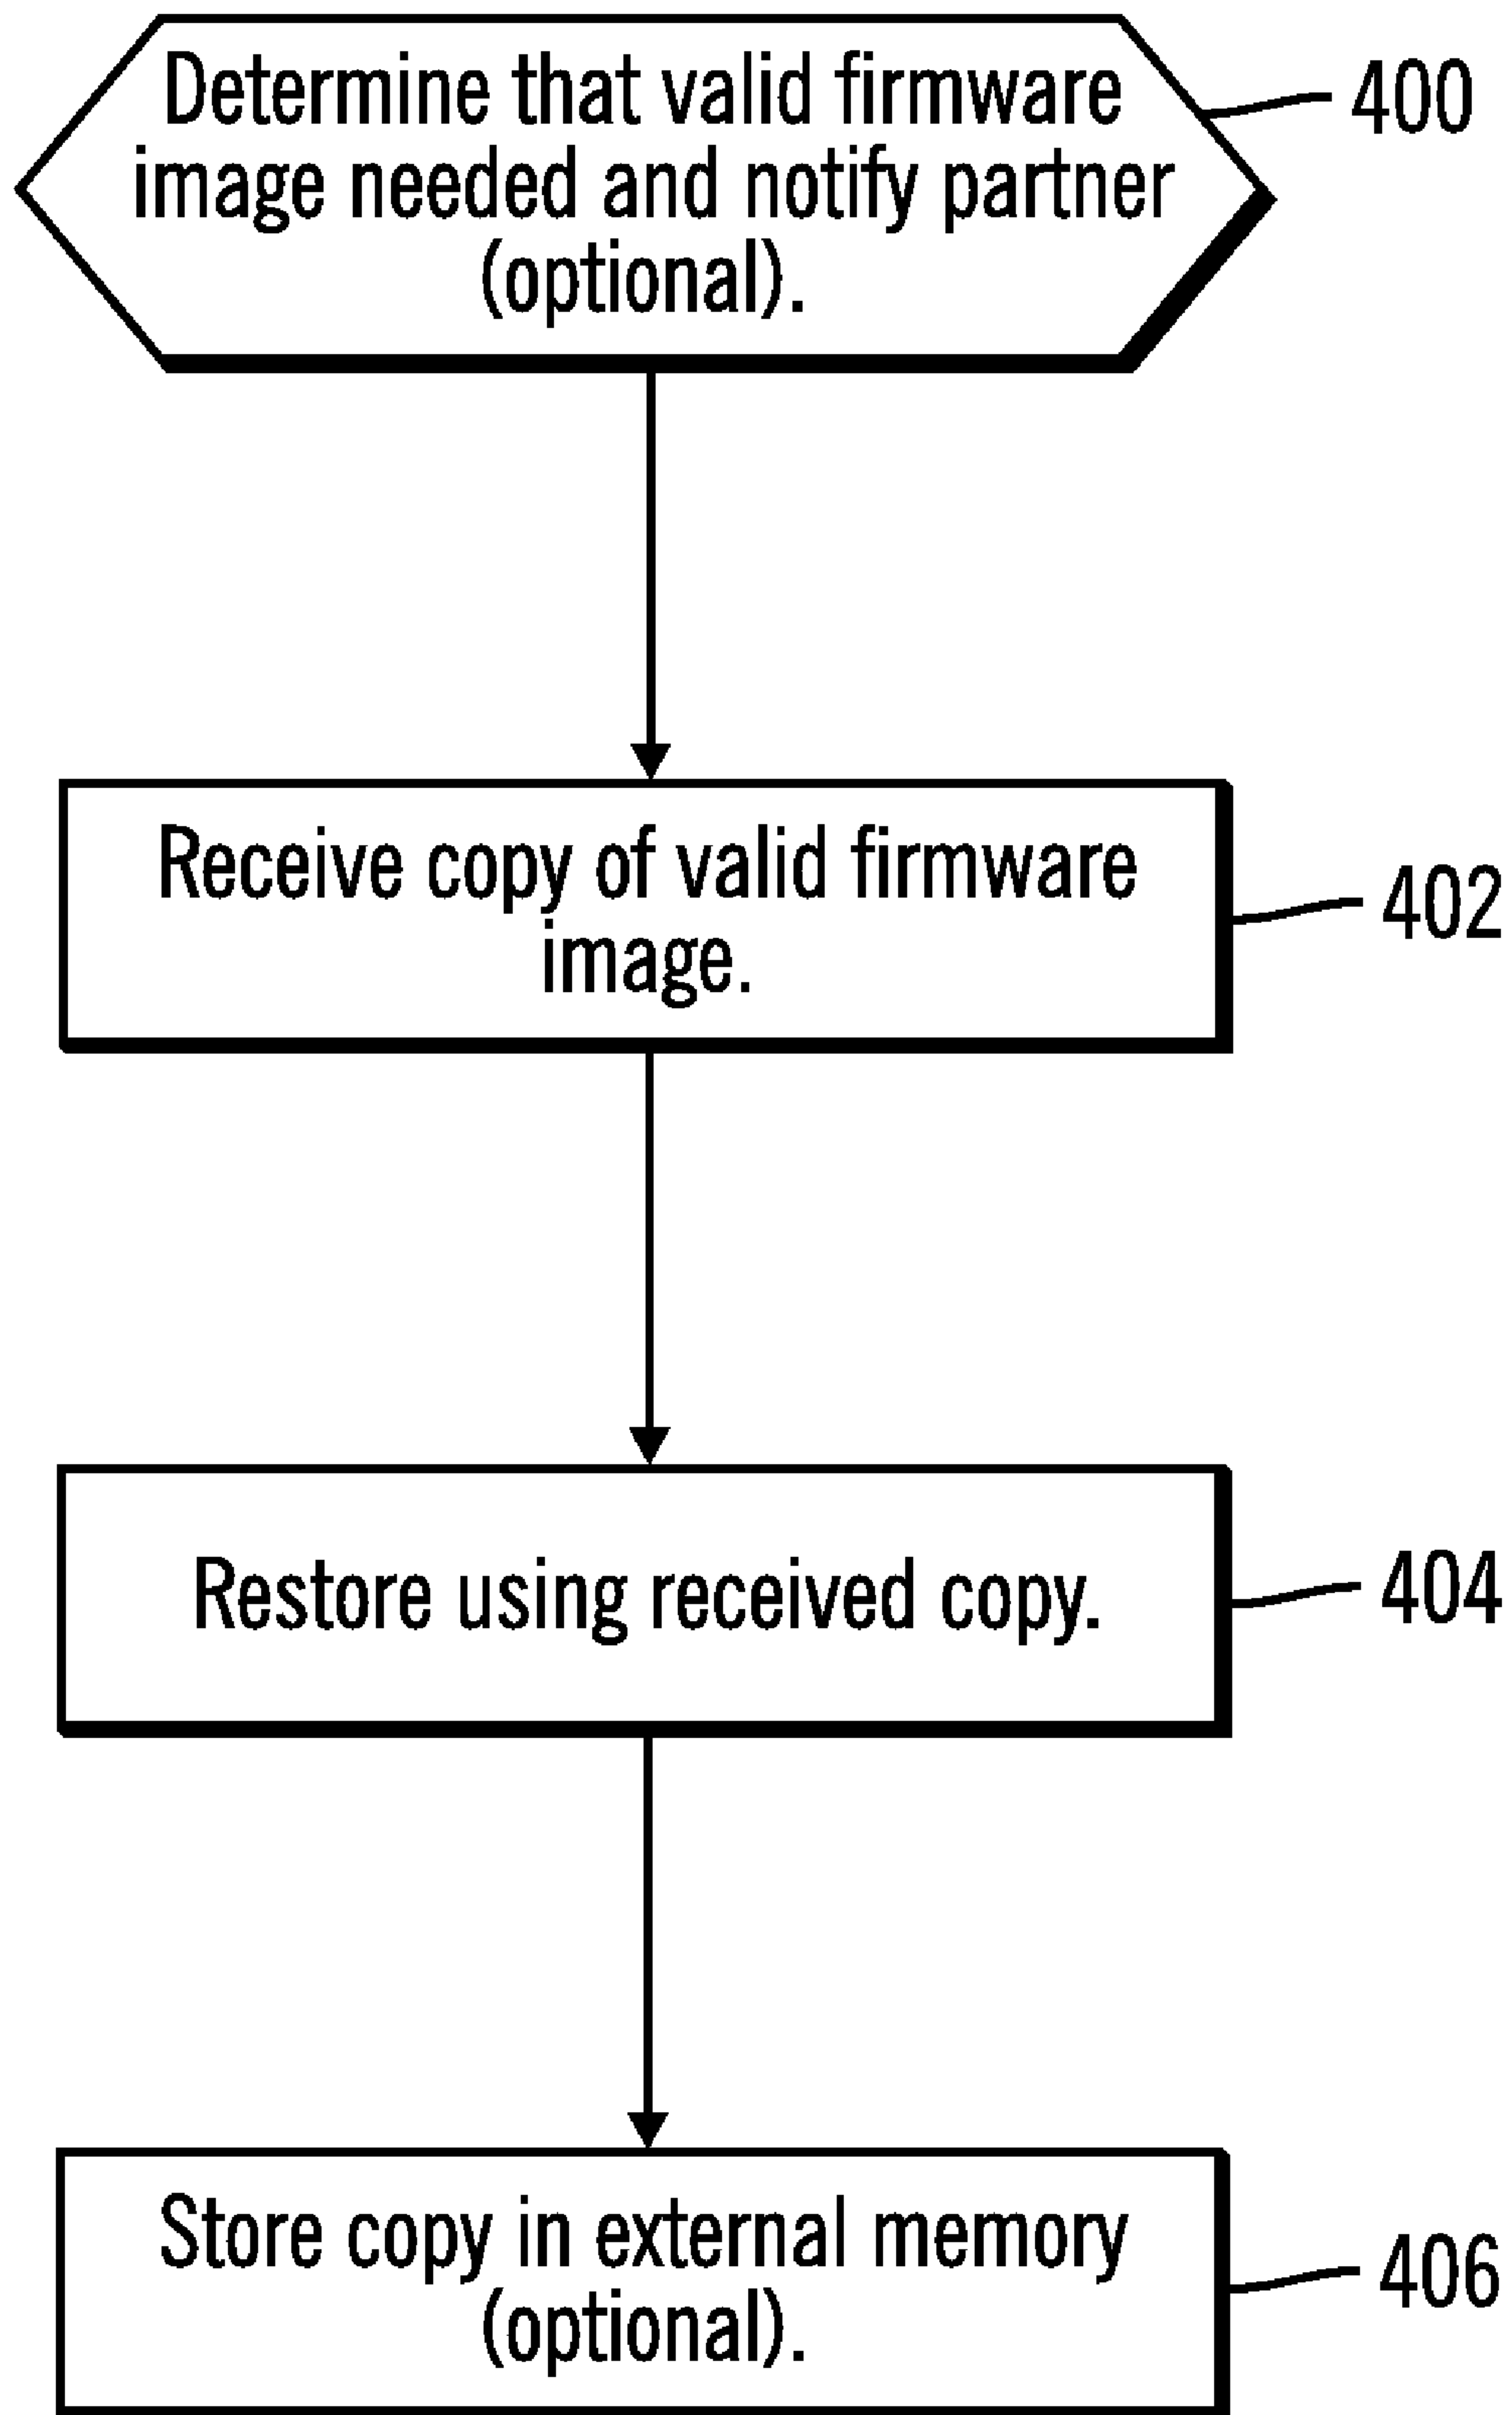 Determine that valid firmware
image needed and notify partner
(optional).
400
Receive copy of valid firmware
image.
402
Restore using received copy.
404
Store copy in external memory
(optional).
406